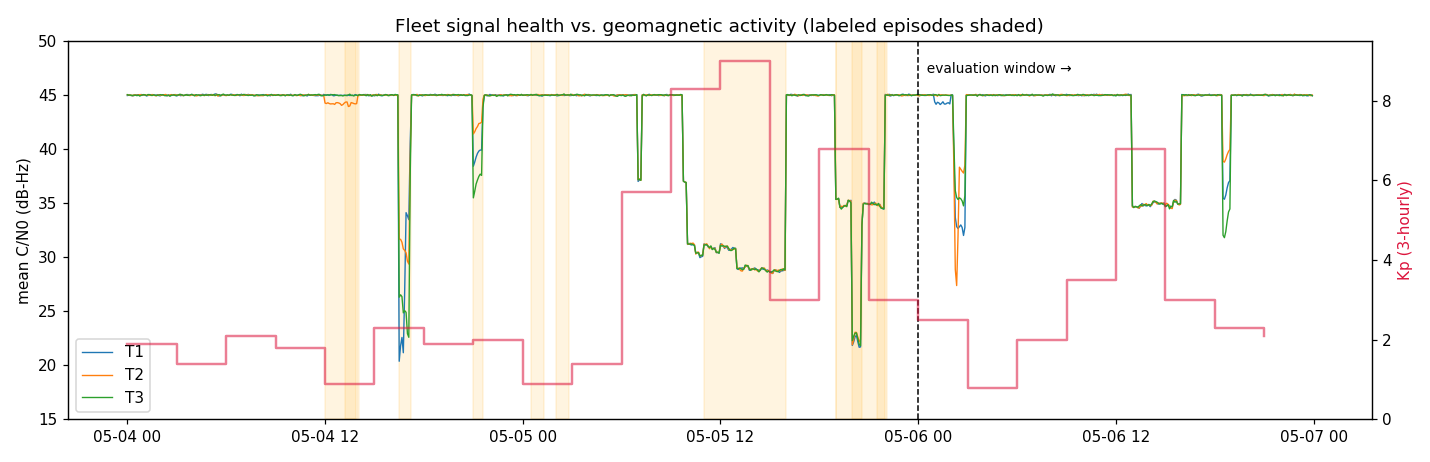 Fleet signal health vs. geomagnetic activity (labeled episodes shaded)
mean C/N0 (dB-Hz)
50
45
40
35
30
25
20
15
evaluation window →
T1
T2
T3
8
6
4
2
0
Kp (3-hourly)
05-04 00
05-04 12
05-05 00
05-05 12
05-06 00
05-06 12
05-07 00